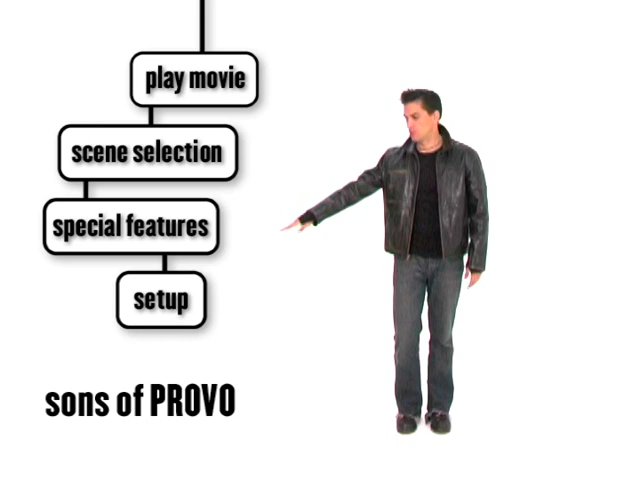 play movie
scene selection
special features
setup
sons of PROVO